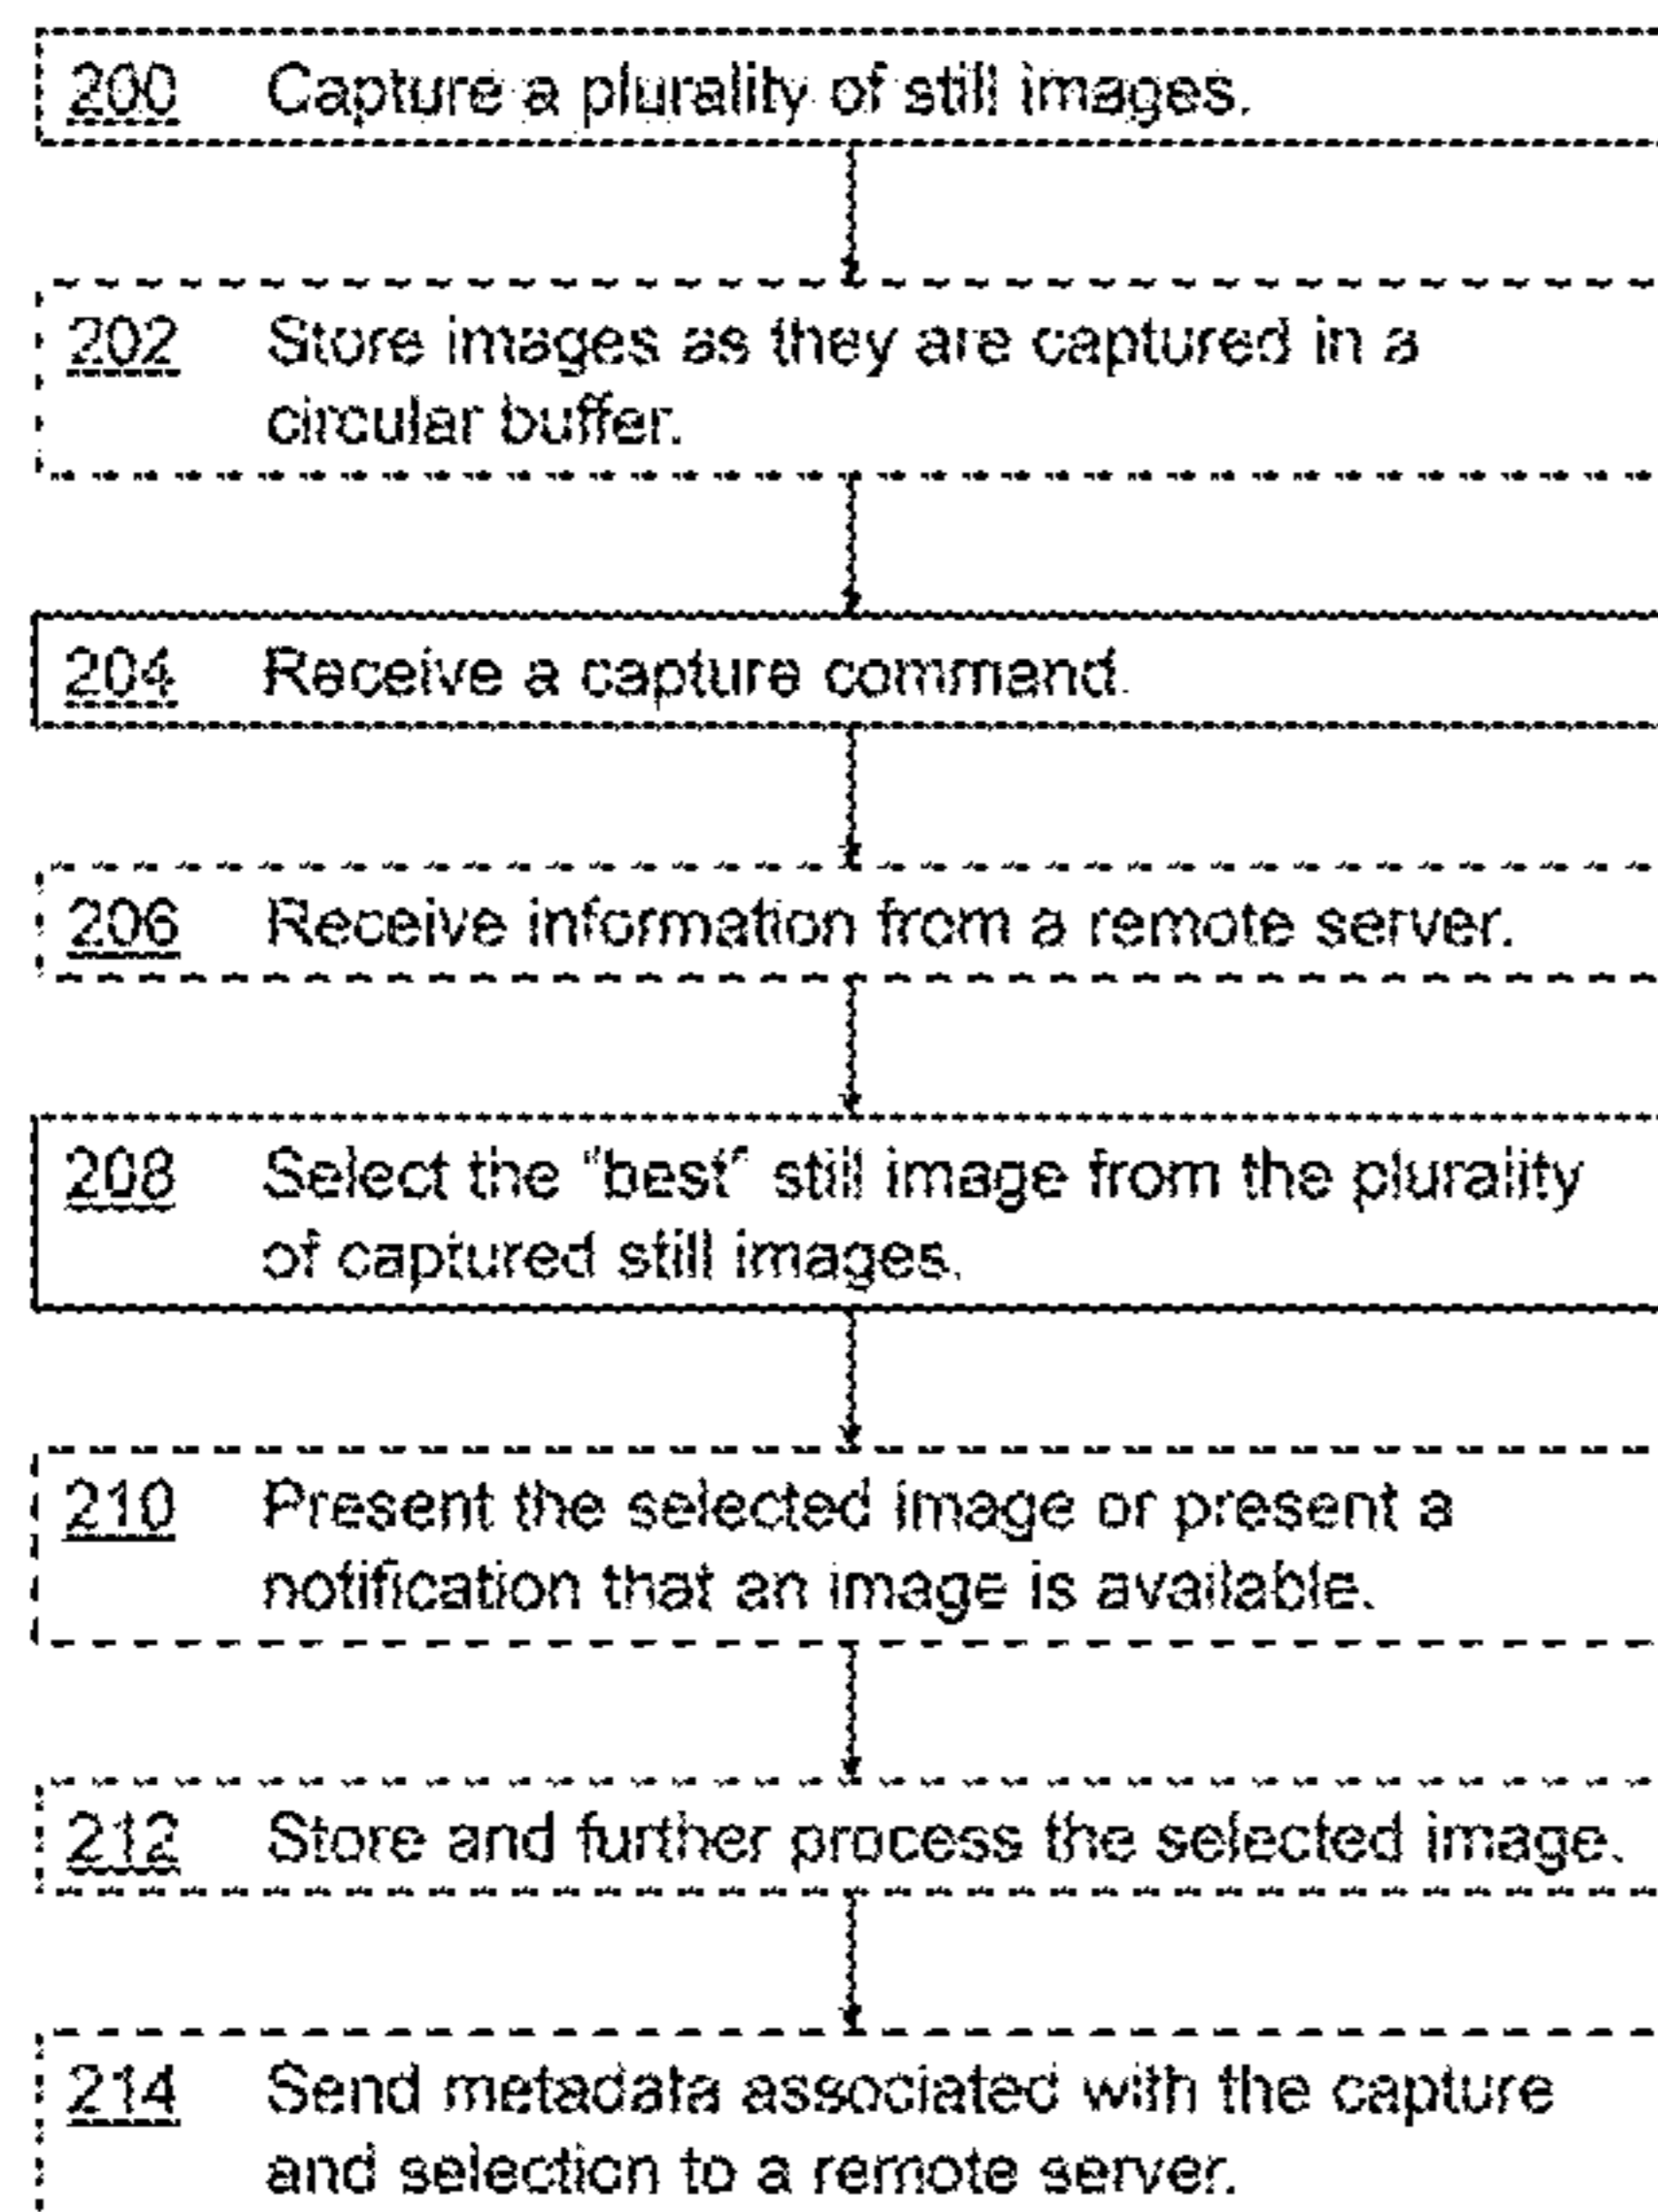 200 Capture a plurality of still images.
202 Store images as they are captured in a
circular buffer.
204 Receive a capture command.
206 Receive information from a remote server.
208 Select the "best" still image from the plurality
of captured still images.
210 Present the selected image or present a
notification that an image is available.
212 Store and further process the selected image.
214 Send metadata associated with the capture
and selection to a remote server.